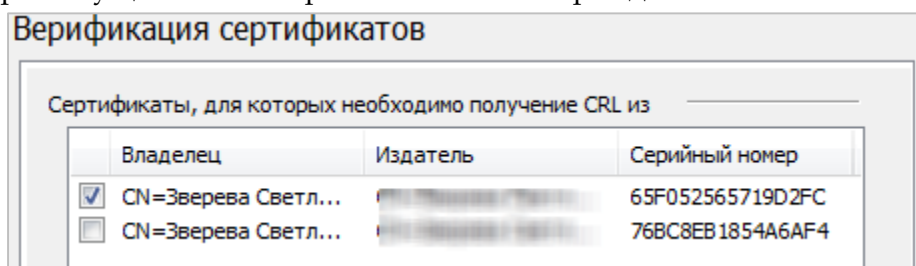 Верификация сертификатов
Сертификаты, для которых необходимо получение CRL из
Владелец Издатель Серийный номер
CN=Зверева Светл... 65F052565719D2FC
CN=Зверева Светл... 76BC8EB1854A6AF4